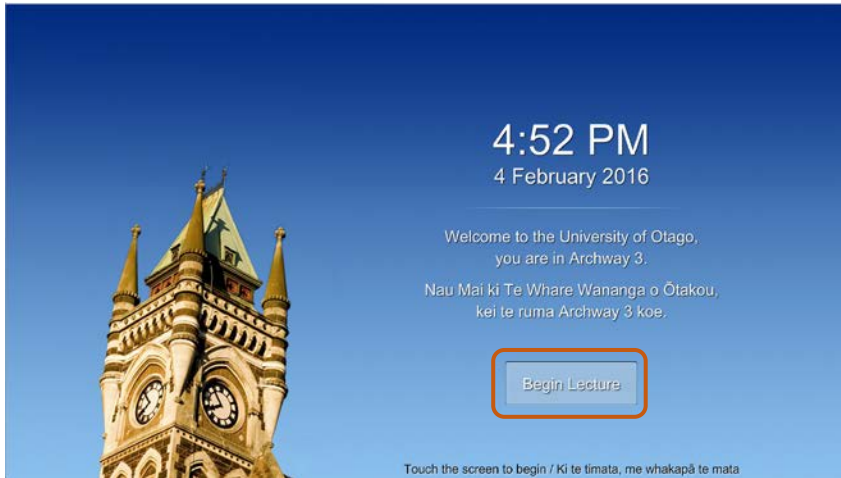 4:52 PM
4 February 2016
Welcome to the University of Otago,
you are in Archway 3.
Nau Mai ki Te Whare Wananga o Ōtakou,
kei te ruma Archway 3 koe.
Begin Lecture
Touch the screen to begin / Ki te timata, me whakapā te mata